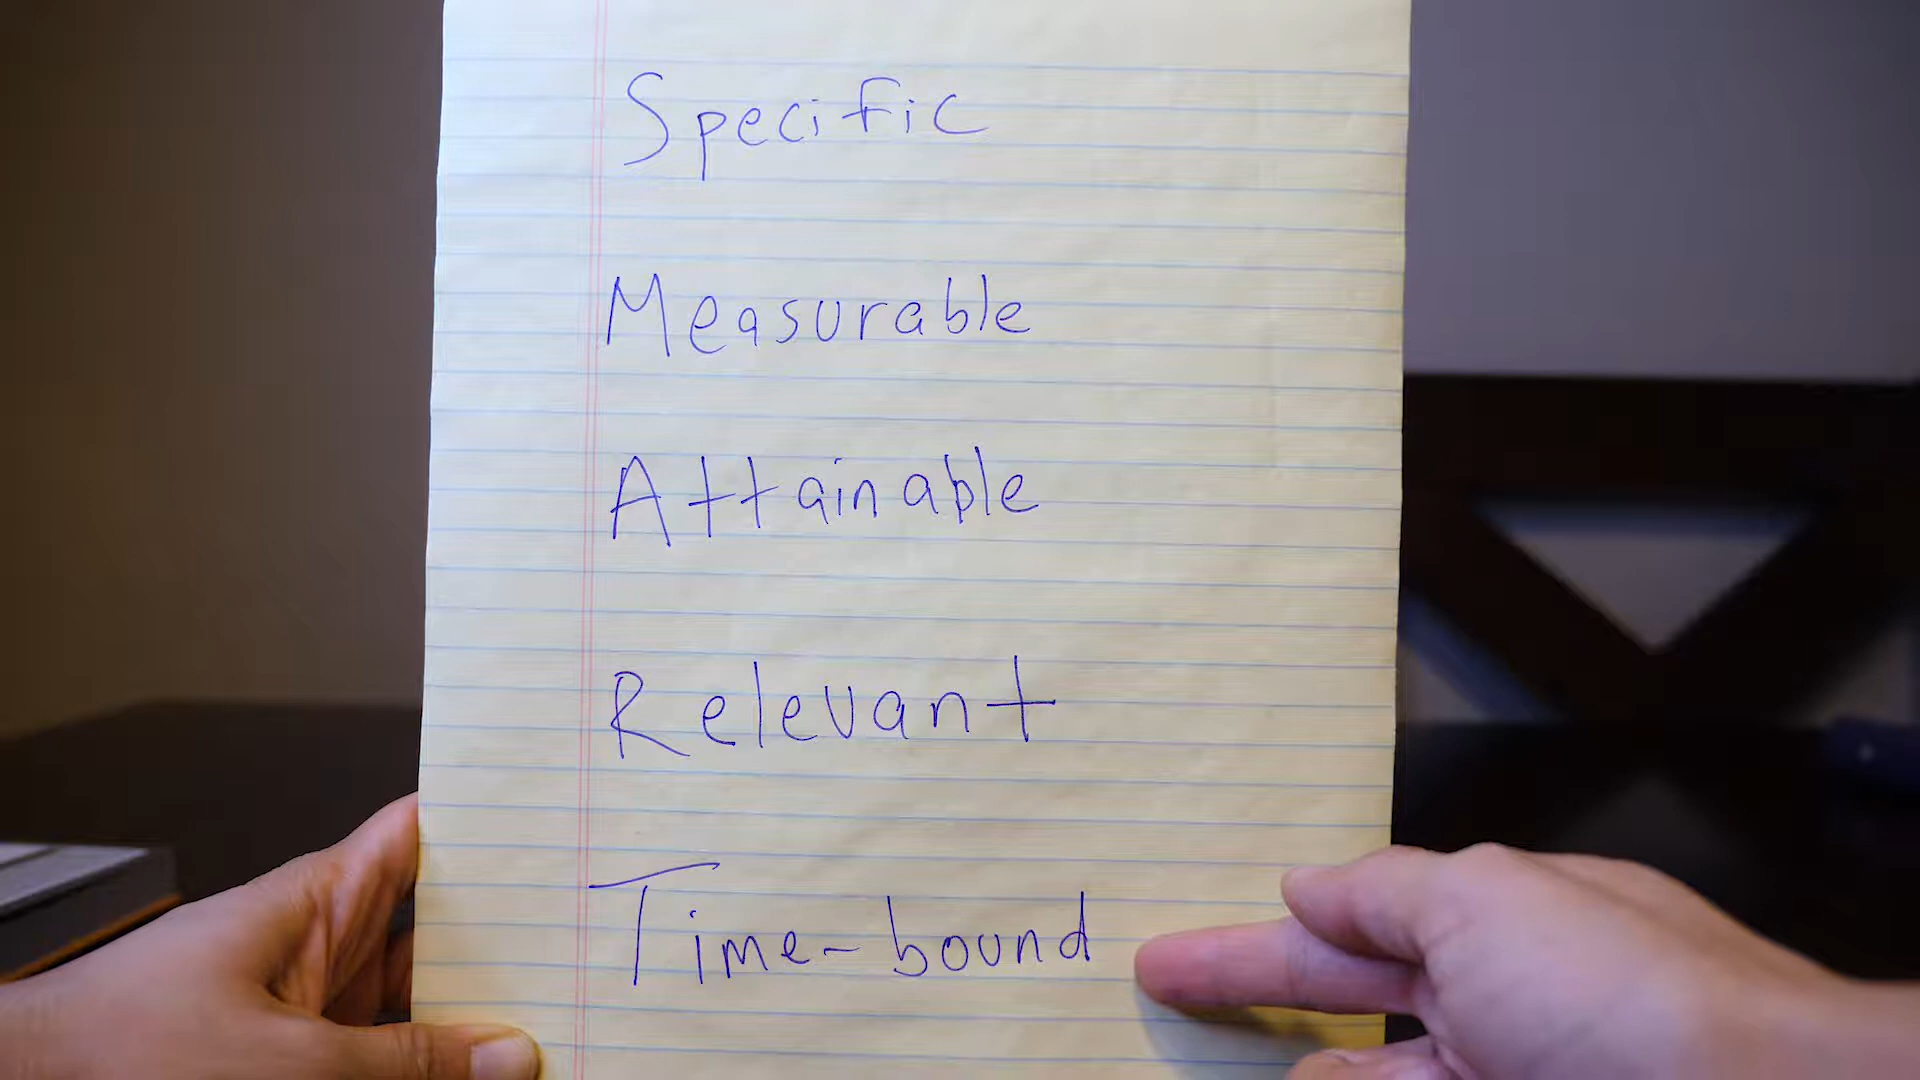 Specific
Measurable
Attainable
Relevant
Time-bound